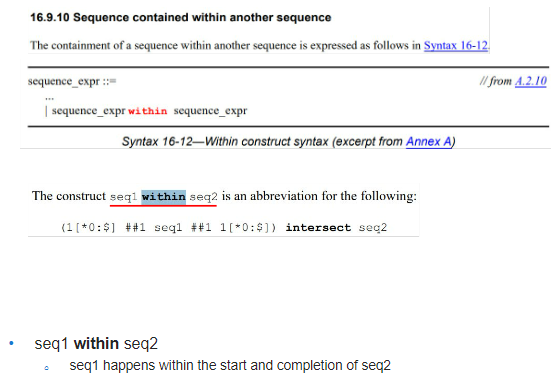 16.9.10 Sequence contained within another sequence
The containment of a sequence within another sequence is expressed as follows in Syntax 16-12.
sequence_expr ::= // from A.2.10
...
| sequence_expr within sequence_expr
Syntax 16-12—Within construct syntax (excerpt from Annex A)
The construct seq1 within seq2 is an abbreviation for the following:
(1[*0:$] ##1 seq1 ##1 1[*0:$]) intersect seq2
• seq1 within seq2
○ seq1 happens within the start and completion of seq2